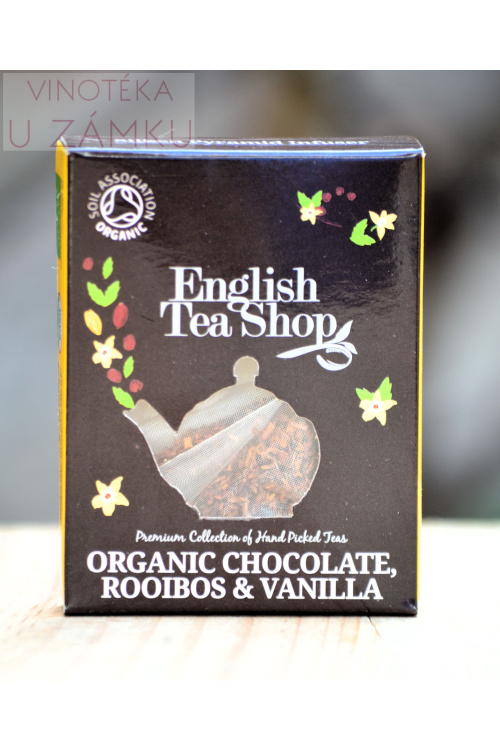 VINOTÉKA
U ZÁMKU
Pyramid Infuser
SOIL ASSOCIATION
ORGANIC
English
Tea Shop
Premium Collection of Hand Picked Teas
ORGANIC CHOCOLATE,
ROOIBOS & VANILLA